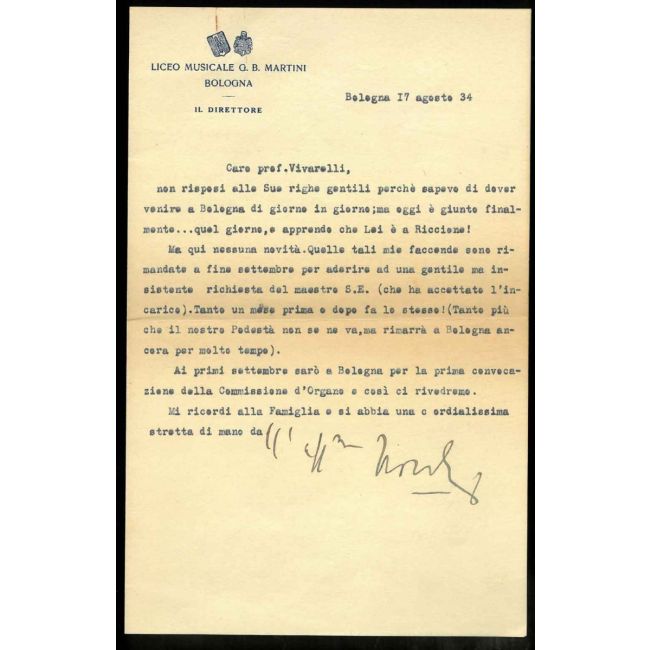 LICEO MUSICALE G. B. MARTINI
BOLOGNA
IL DIRETTORE
Bologna I7 agosto 34
Caro prof.Vivarelli,
non risposi alle Sue righe gentili perchè sapevo di dover
venire a Bologna di giorno in giorno;ma oggi è giunto final-
mente...quel giorno,e apprendo che Lei è a Riccione!
Ma qui nessuna novità.Quelle tali mie faccende sono ri-
mandate a fine settembre per aderire ad una gentile ma in-
sistente richiesta del maestro S.E. (che ha accettato l'in-
carico).Tanto un mese prima o dopo fa lo stesso!(Tanto più
che il nostro Podestà non se ne va,ma rimarrà a Bologna an-
cora per molto tempo).
Ai primi settembre sarò a Bologna per la prima convoca-
zione della Commissione d'Organo e così ci rivedremo.
Mi ricordi alla Famiglia e si abbia una c ordialissima
stretta di mano da